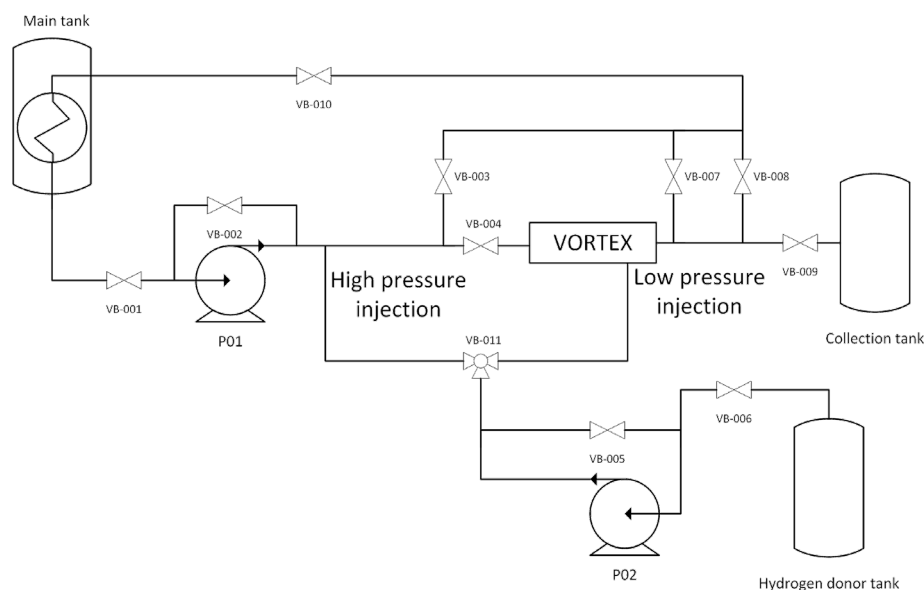 Main tank
VB-010
VB-003
VB-007
VB-008
VB-002
VB-004
VORTEX
VB-001
High pressure
injection
Low pressure
injection
VB-009
P01
VB-011
Collection tank
VB-006
VB-005
P02
Hydrogen donor tank